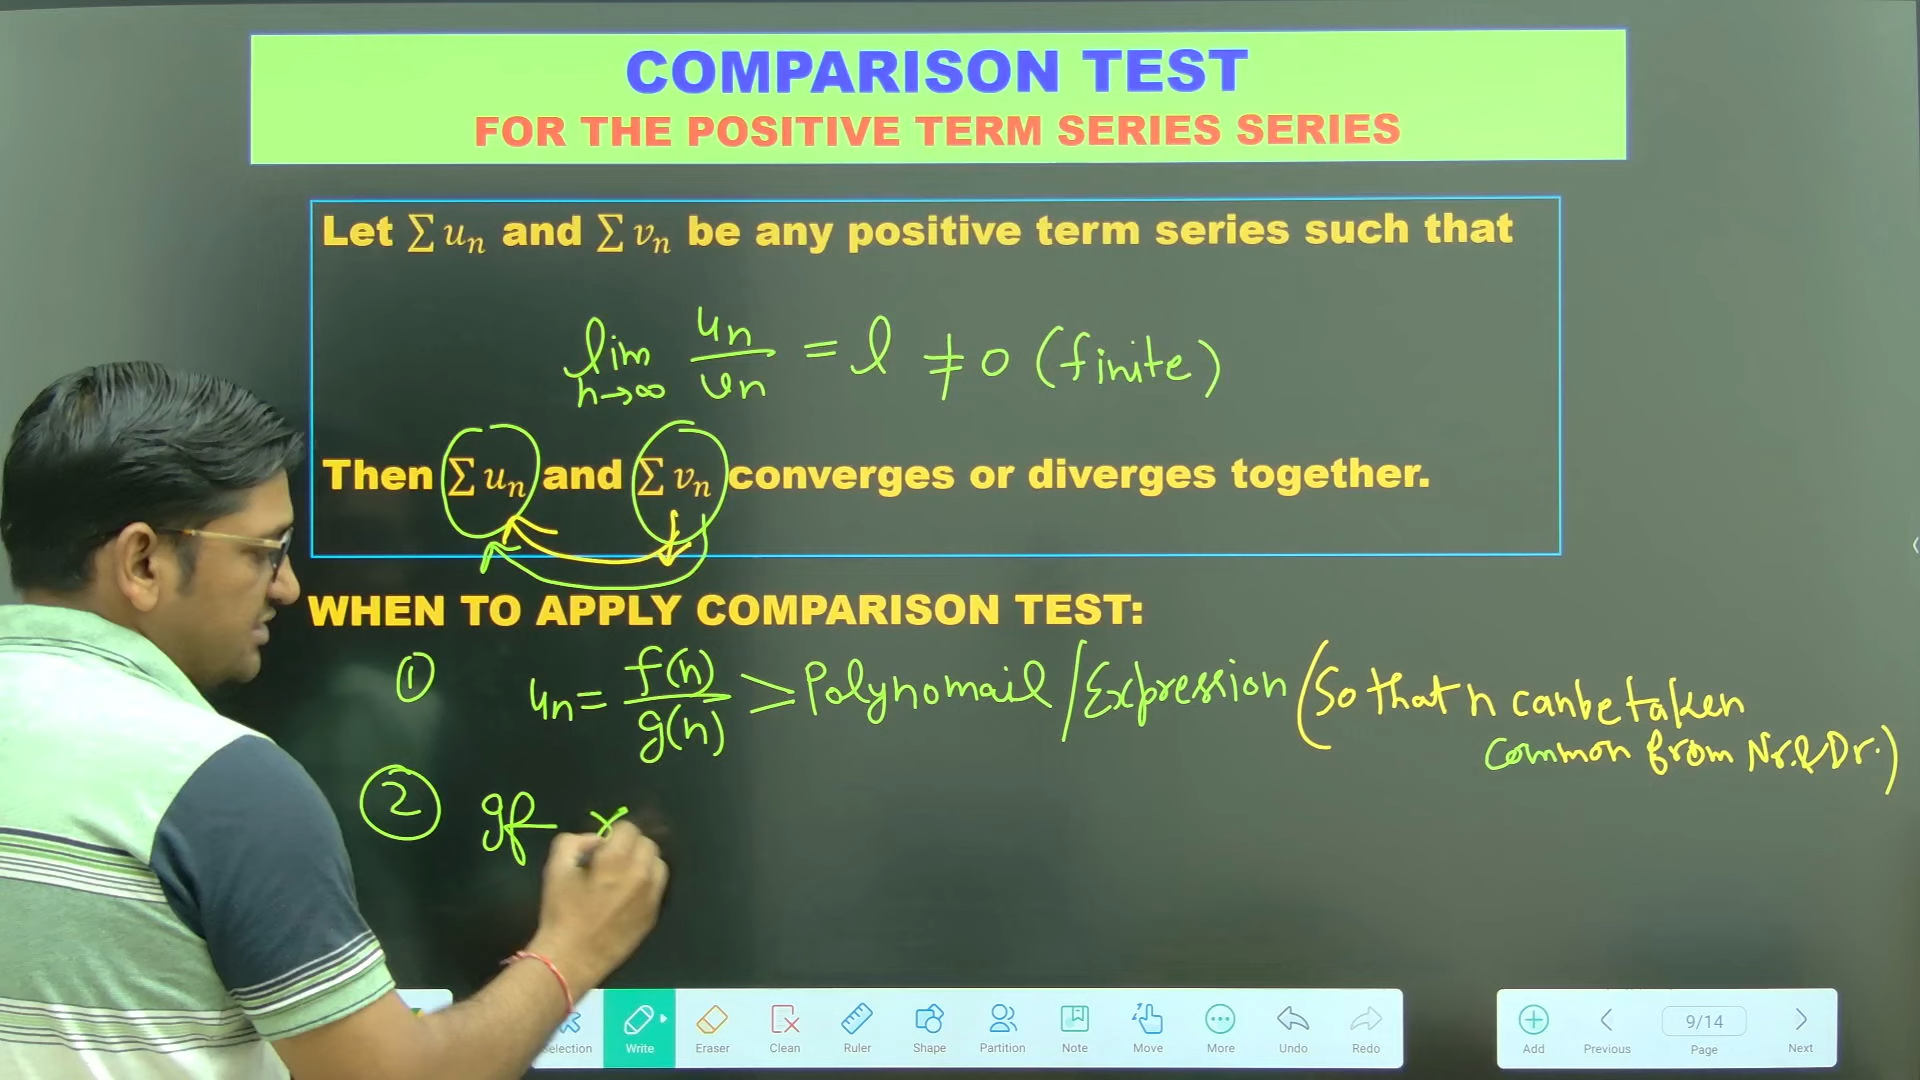 COMPARISON TEST
FOR THE POSITIVE TERM SERIES SERIES
Let ∑ uₙ and ∑ vₙ be any positive term series such that
lim n→∞ uₙ/vₙ = l ≠ 0 (finite)
Then ∑ uₙ and ∑ vₙ converges or diverges together.
WHEN TO APPLY COMPARISON TEST:
① uₙ = f(n)/g(n) > Polynomail / Expression (So that n can be taken
common from Nr. & Dr.)
② If
Selection Write Eraser Clean Ruler Shape Partition Note Move More Undo Redo
Add Previous 9/14 Page Next